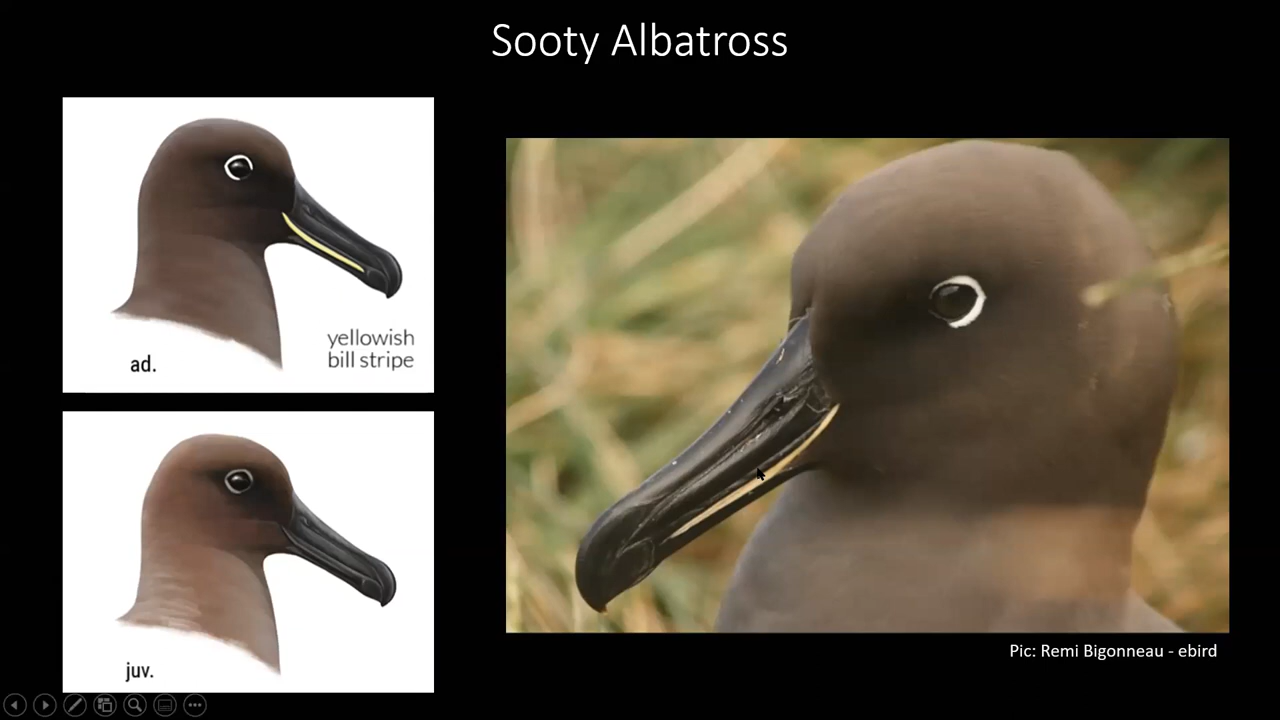 Sooty Albatross
yellowish
bill stripe
ad.
juv.
Pic: Remi Bigonneau - ebird